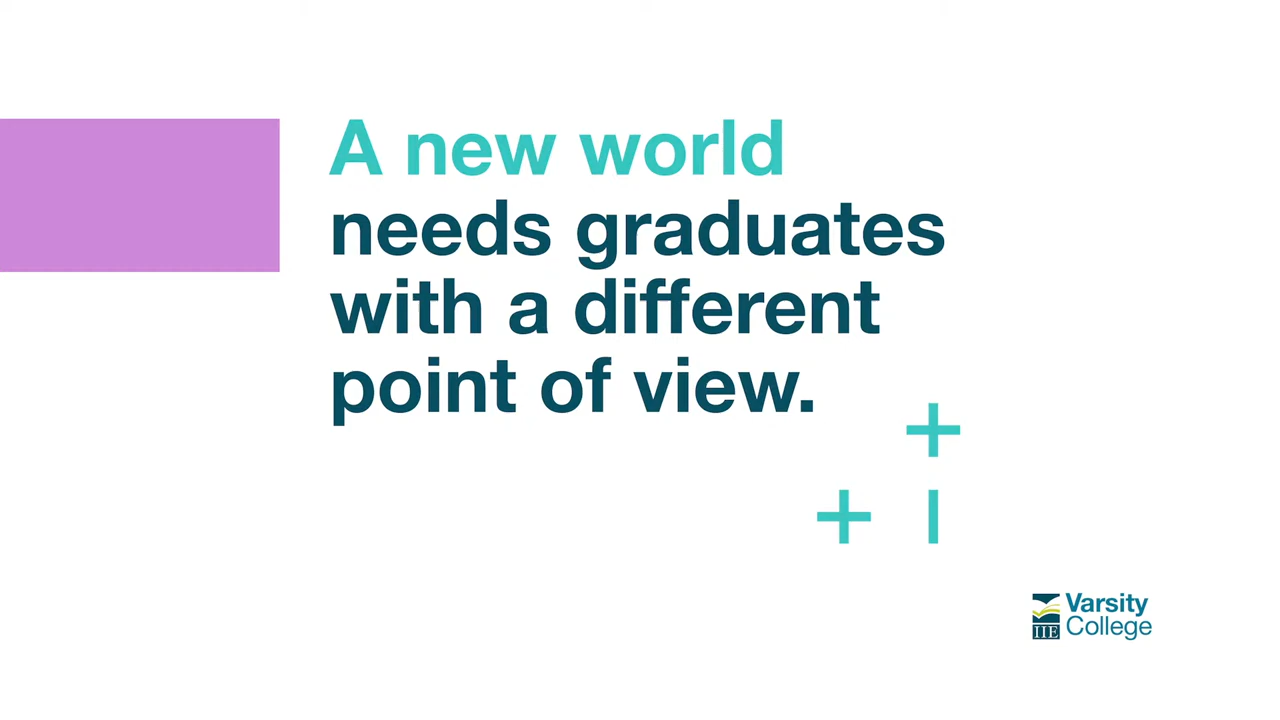 A new world
needs graduates
with a different
point of view.
Varsity
College
IIE